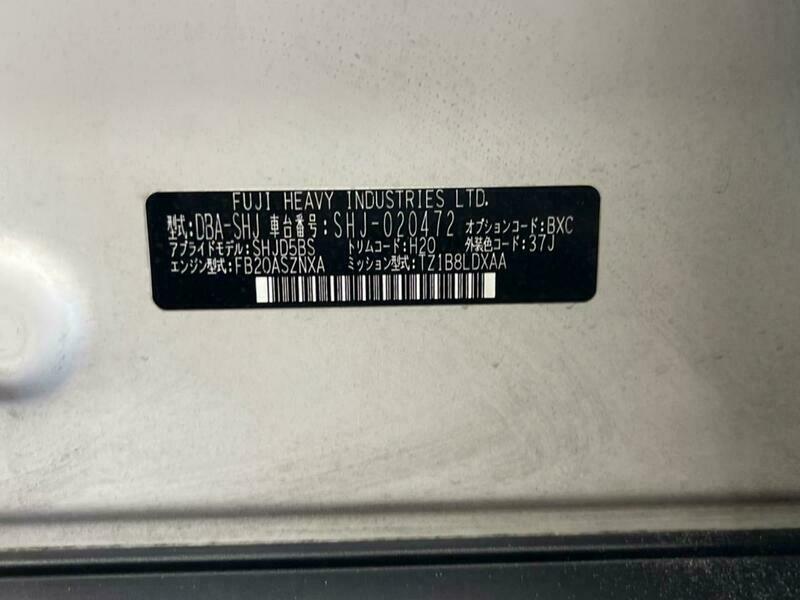 FUJI HEAVY INDUSTRIES LTD.
型式:DBA-SHJ 車台番号:SHJ-020472 オプションコード:BXC
アプライドモデル:SHJD5BS トリムコード:H20 外装色コード:37J
エンジン型式:FB20ASZNXA ミッション型式:TZ1B8LDXAA